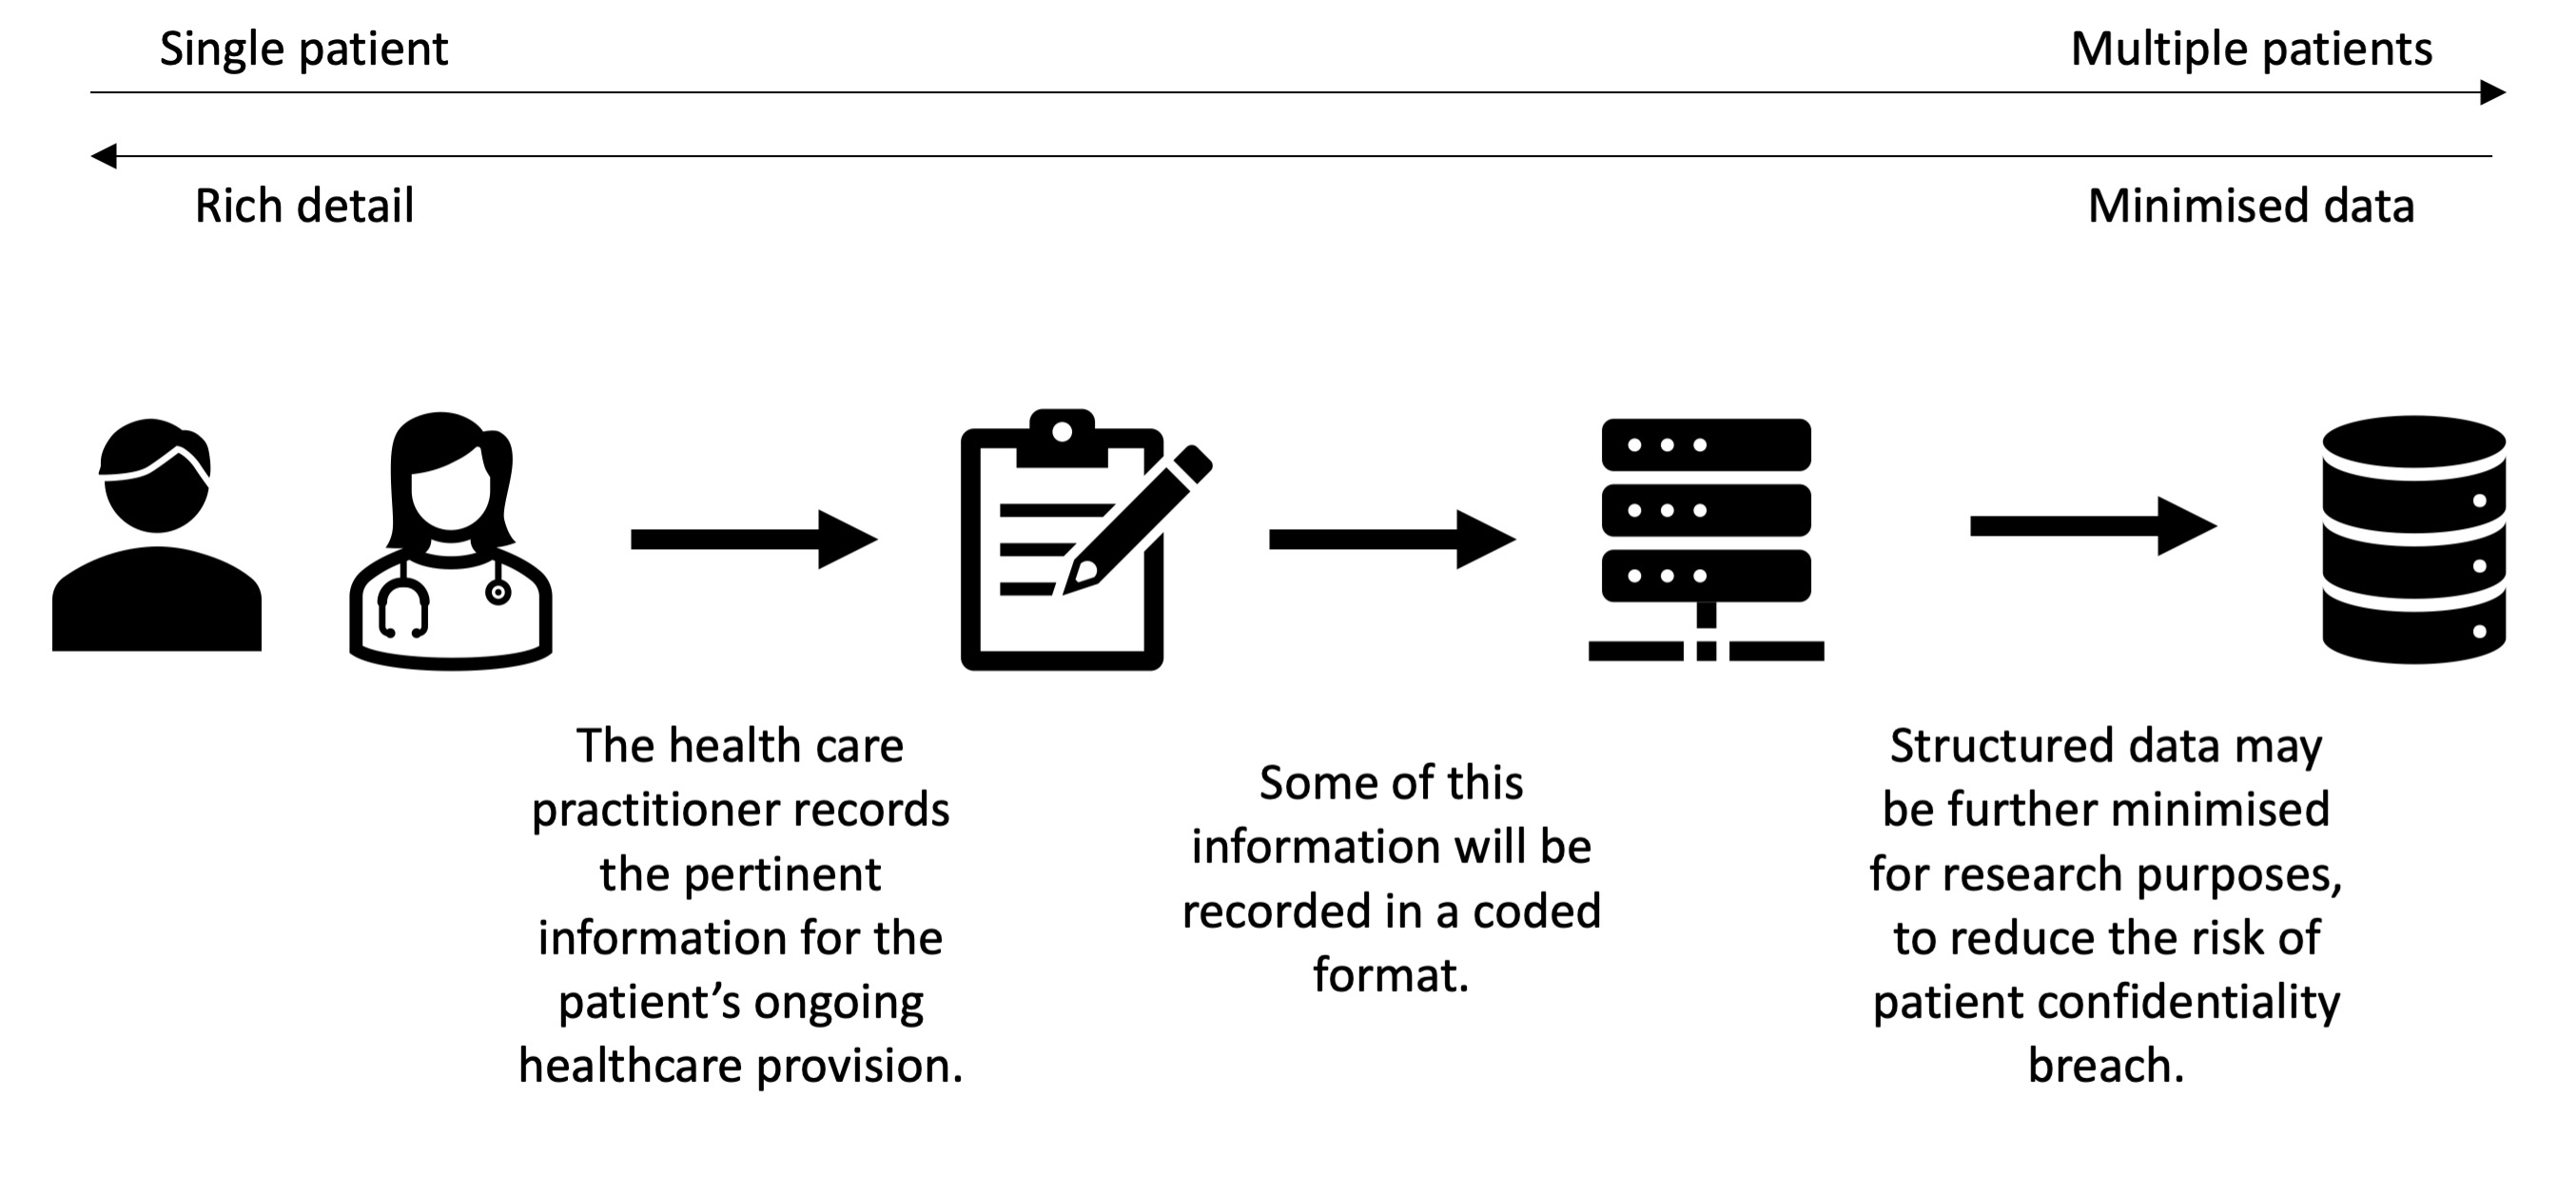 Single patient
Multiple patients
Rich detail
Minimised data
The health care
practitioner records
the pertinent
information for the
patient’s ongoing
healthcare provision.
Some of this
information will be
recorded in a coded
format.
Structured data may
be further minimised
for research purposes,
to reduce the risk of
patient confidentiality
breach.